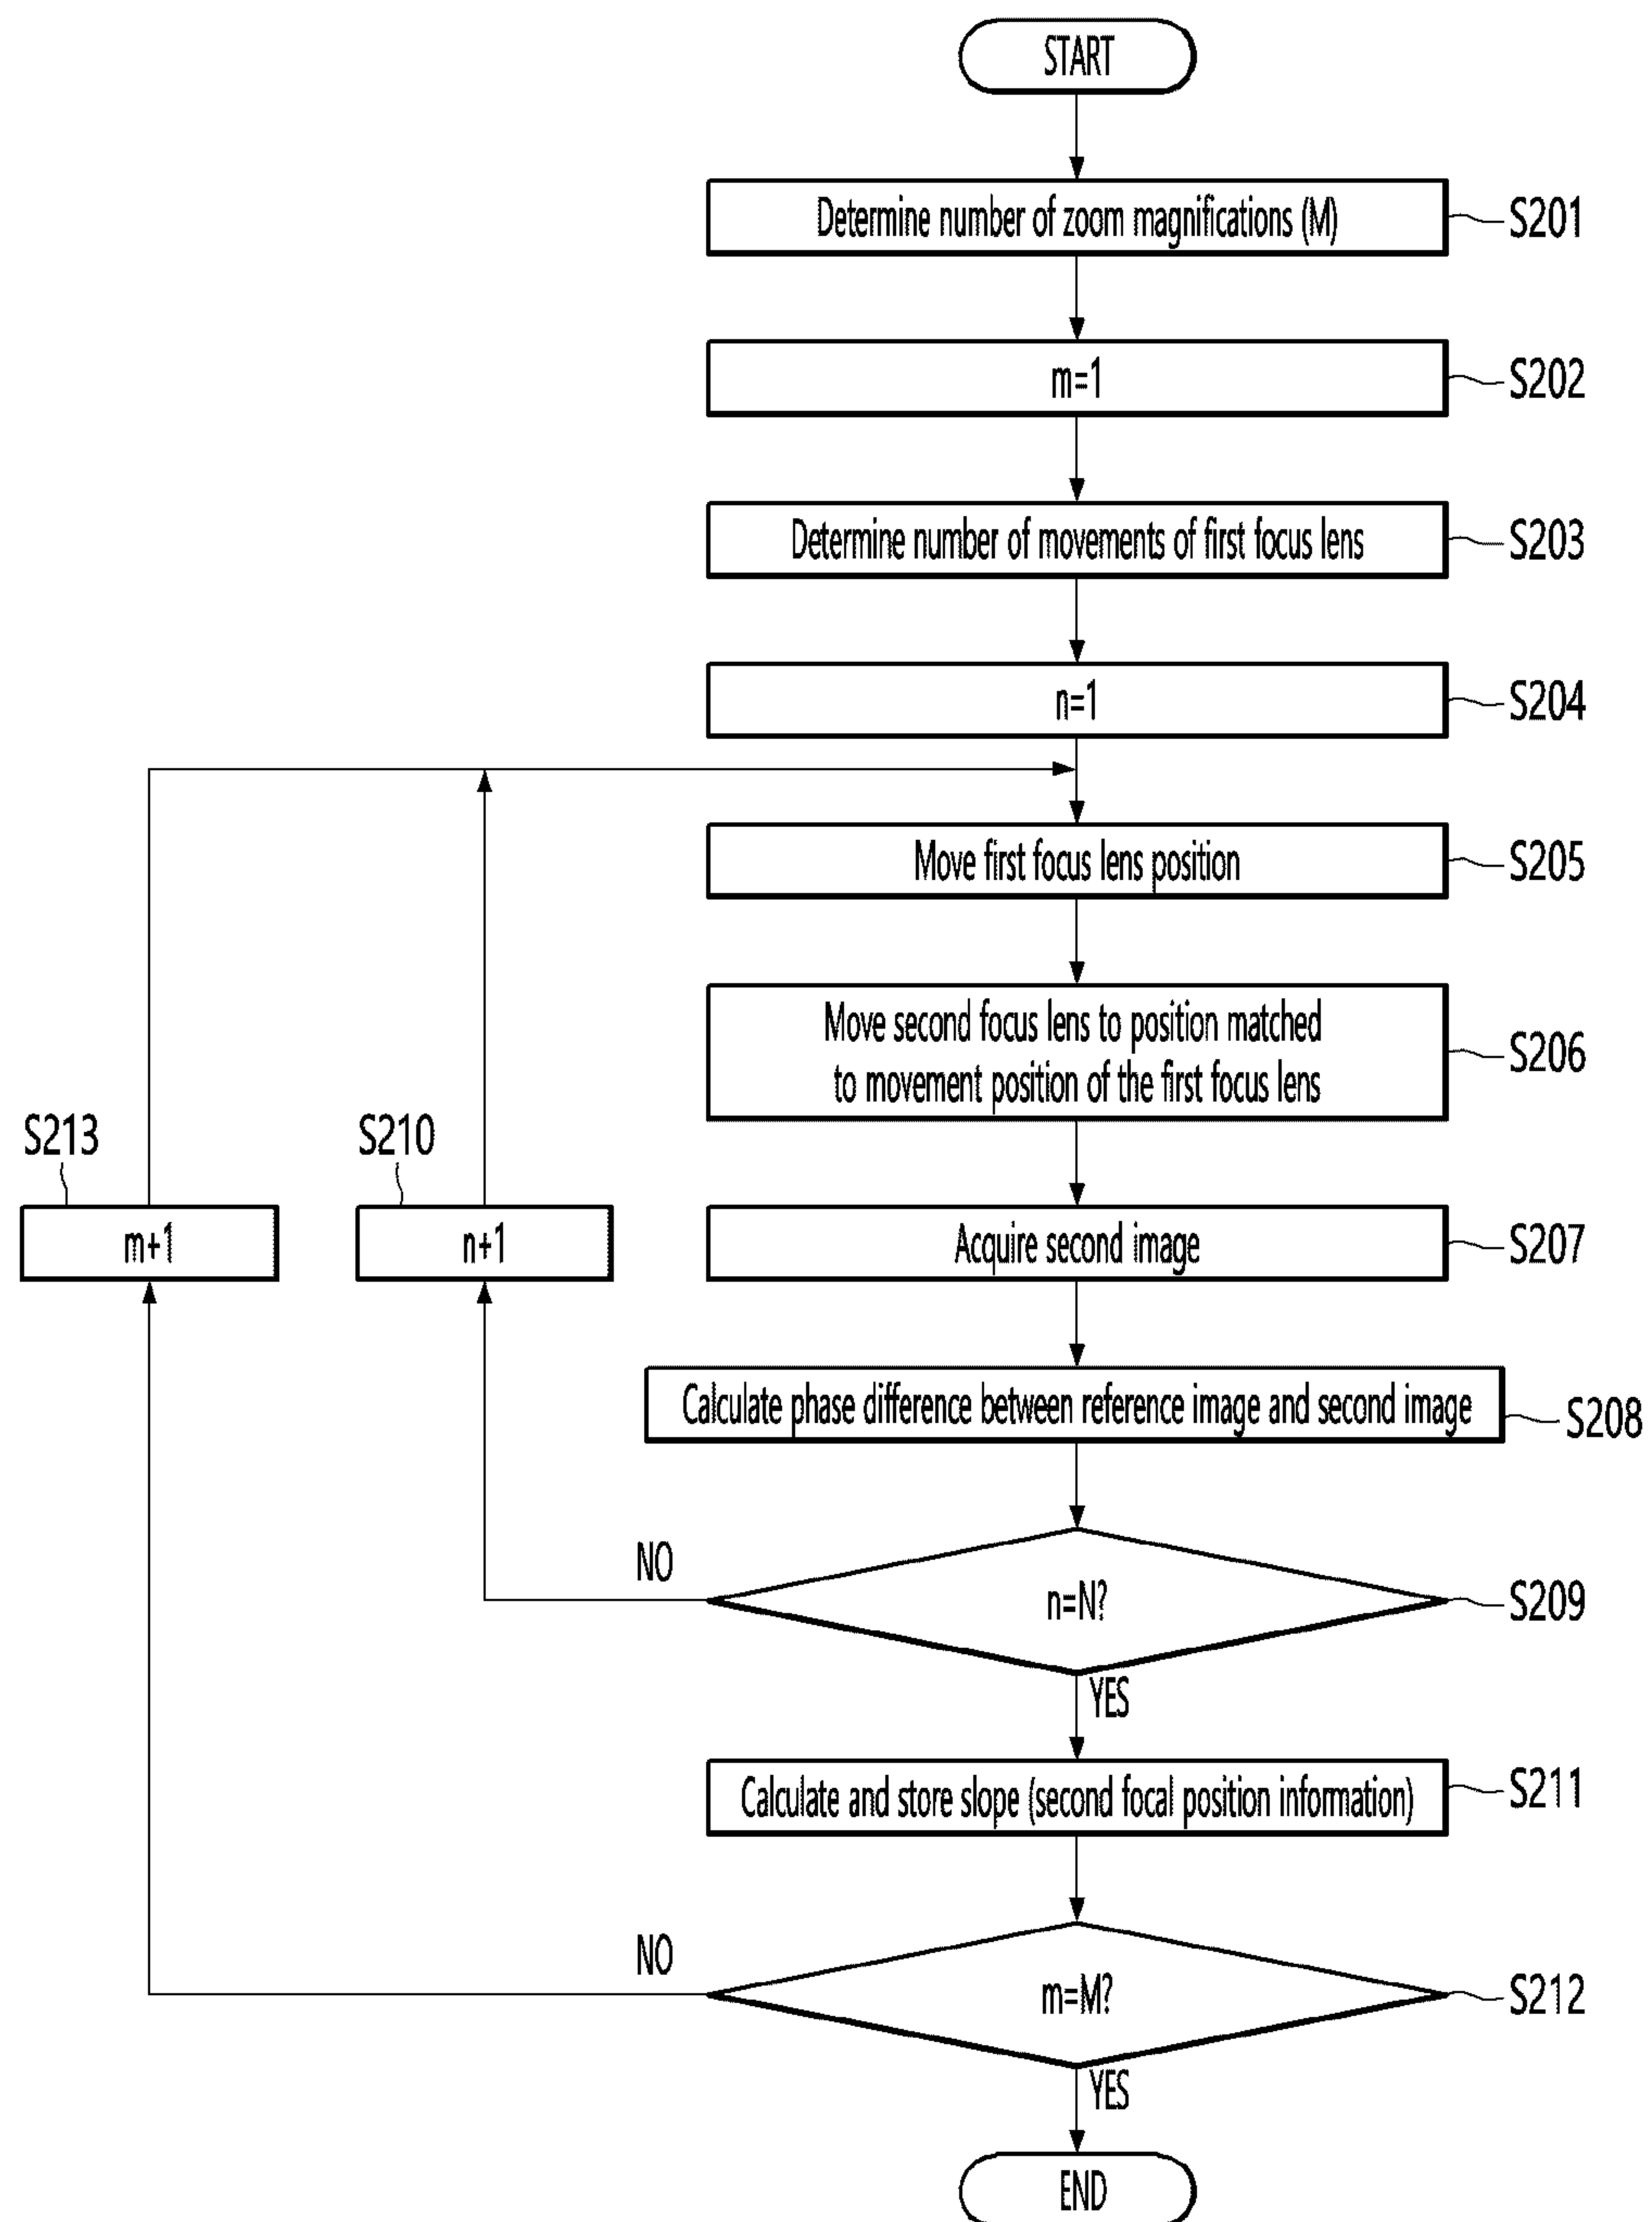 START
Determine number of zoom magnifications (M)
S201
m=1
S202
Determine number of movements of first focus lens
S203
n=1
S204
Move first focus lens position
S205
Move second focus lens to position matched
to movement position of the first focus lens
S206
S213
S210
m+1
n+1
Acquire second image
S207
Calculate phase difference between reference image and second image
S208
NO
n=N?
S209
YES
Calculate and store slope (second focal position information)
S211
NO
m=M?
S212
YES
END